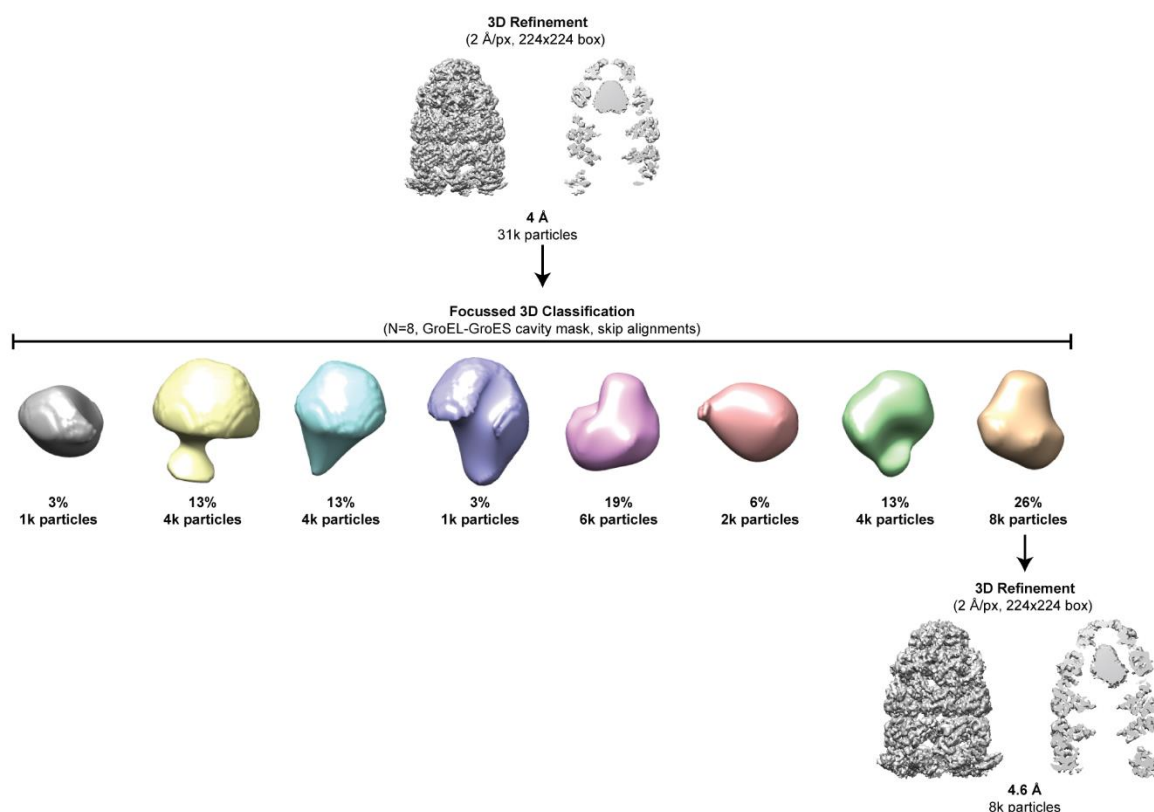 3D Refinement
(2 Å/px, 224x224 box)
4 Å
31k particles
Focussed 3D Classification
(N=8, GroEL-GroES cavity mask, skip alignments)
3%
1k particles
13%
4k particles
13%
4k particles
3%
1k particles
19%
6k particles
6%
2k particles
13%
4k particles
26%
8k particles
3D Refinement
(2 Å/px, 224x224 box)
4.6 Å
8k particles